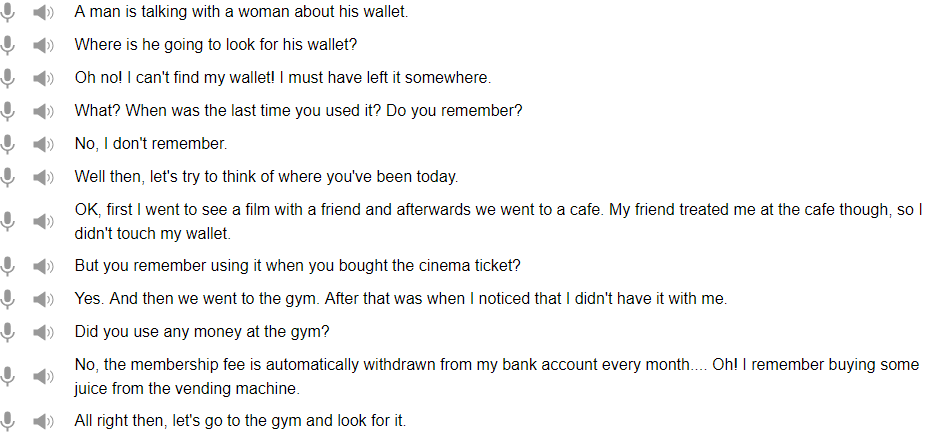 A man is talking with a woman about his wallet.
Where is he going to look for his wallet?
Oh no! I can't find my wallet! I must have left it somewhere.
What? When was the last time you used it? Do you remember?
No, I don't remember.
Well then, let's try to think of where you've been today.
OK, first I went to see a film with a friend and afterwards we went to a cafe. My friend treated me at the cafe though, so I
didn't touch my wallet.
But you remember using it when you bought the cinema ticket?
Yes. And then we went to the gym. After that was when I noticed that I didn't have it with me.
Did you use any money at the gym?
No, the membership fee is automatically withdrawn from my bank account every month.... Oh! I remember buying some
juice from the vending machine.
All right then, let's go to the gym and look for it.